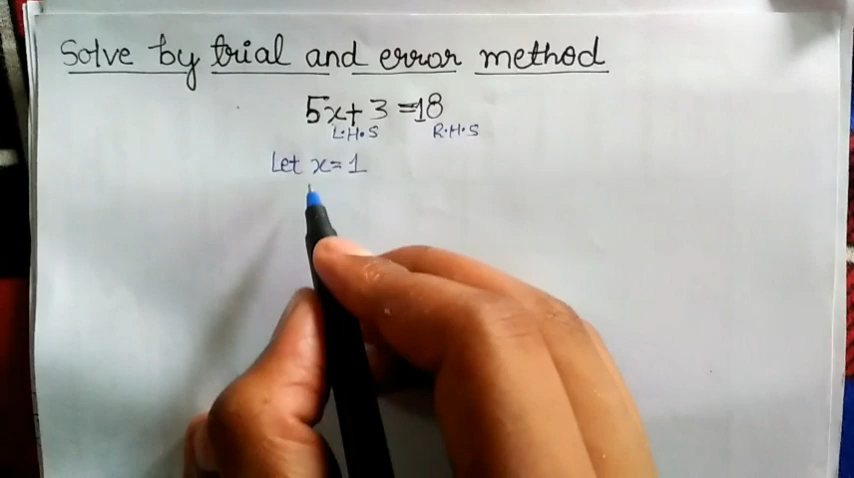 Solve by trial and error method
5x+3=18
L.H.S R.H.S
Let x=1